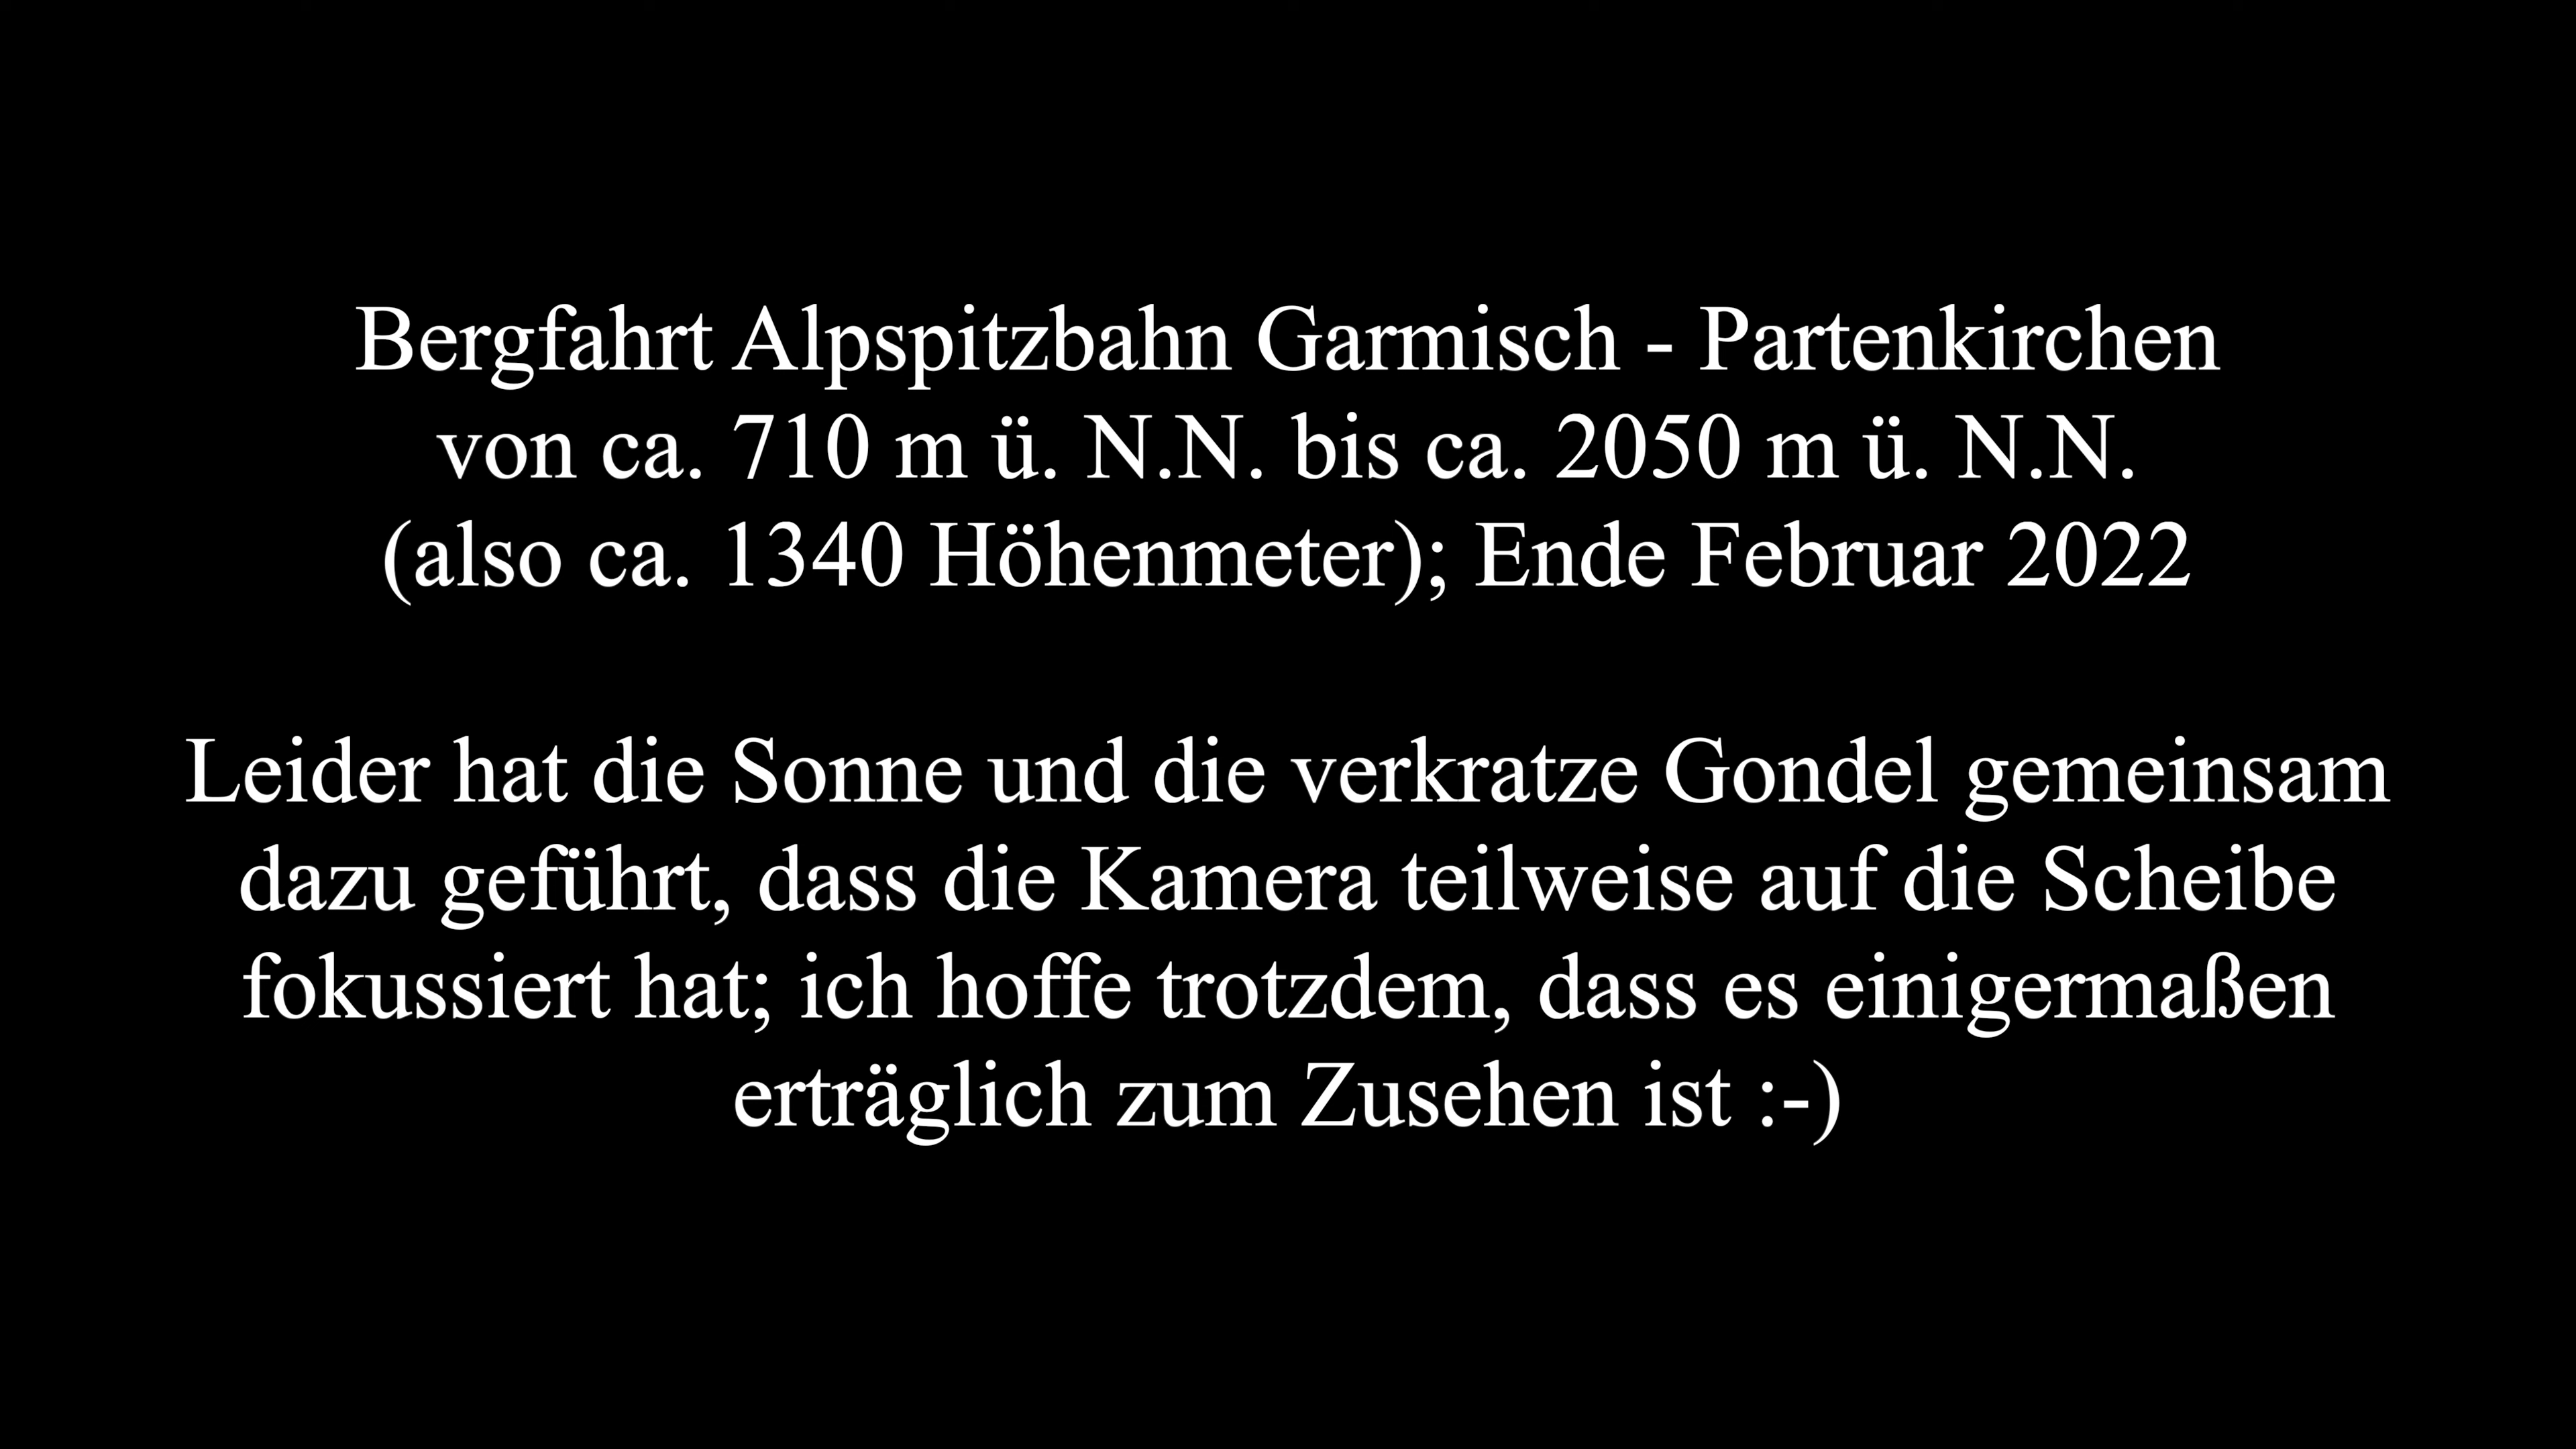 Bergfahrt Alpspitzbahn Garmisch - Partenkirchen
von ca. 710 m ü. N.N. bis ca. 2050 m ü. N.N.
(also ca. 1340 Höhenmeter); Ende Februar 2022
Leider hat die Sonne und die verkratze Gondel gemeinsam
dazu geführt, dass die Kamera teilweise auf die Scheibe
fokussiert hat; ich hoffe trotzdem, dass es einigermaßen
erträglich zum Zusehen ist :-)